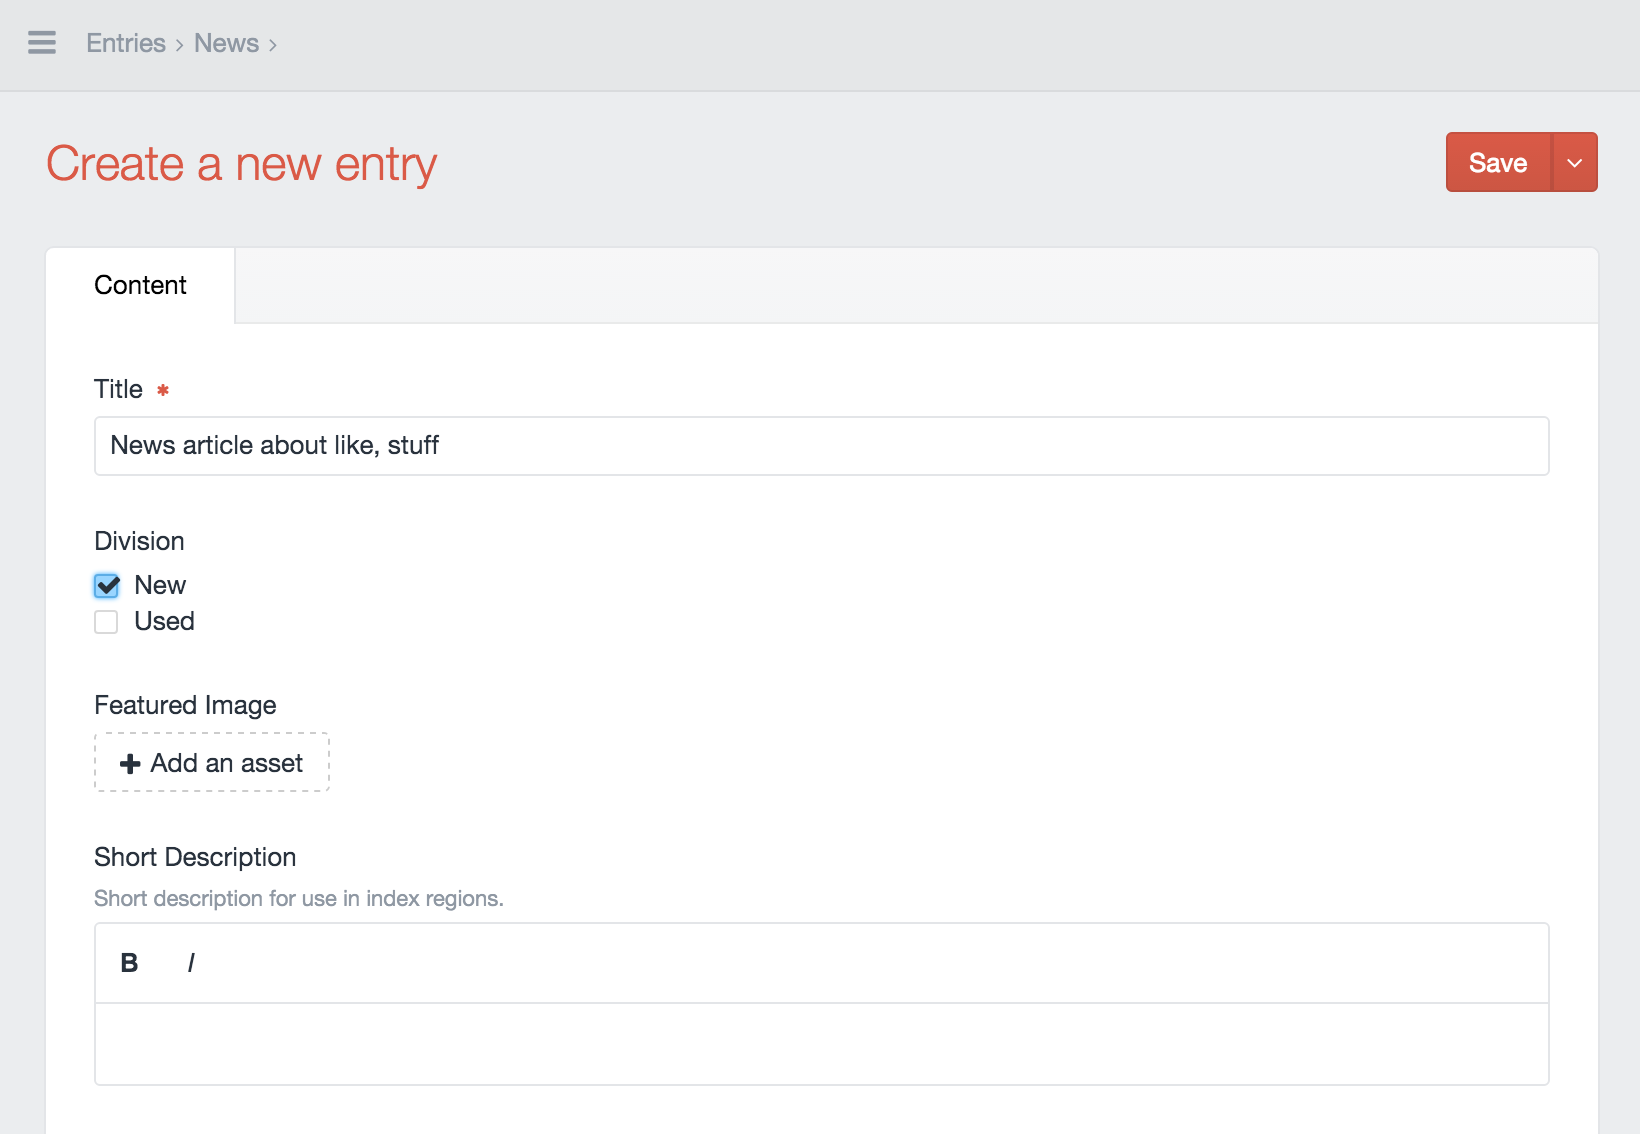 Entries › News ›
Create a new entry
Save
Content
Title *
News article about like, stuff
Division
New
Used
Featured Image
+ Add an asset
Short Description
Short description for use in index regions.
B I